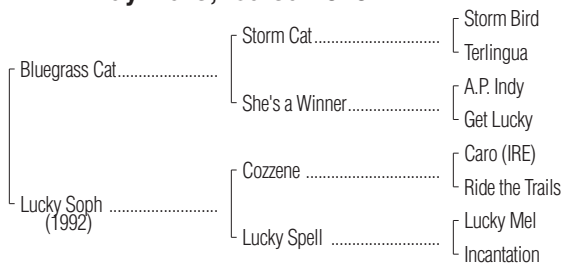 Storm Bird
Storm Cat
Terlingua
Bluegrass Cat
A.P. Indy
She's a Winner
Get Lucky
Caro (IRE)
Cozzene
Ride the Trails
Lucky Soph
(1992)
Lucky Mel
Lucky Spell
Incantation